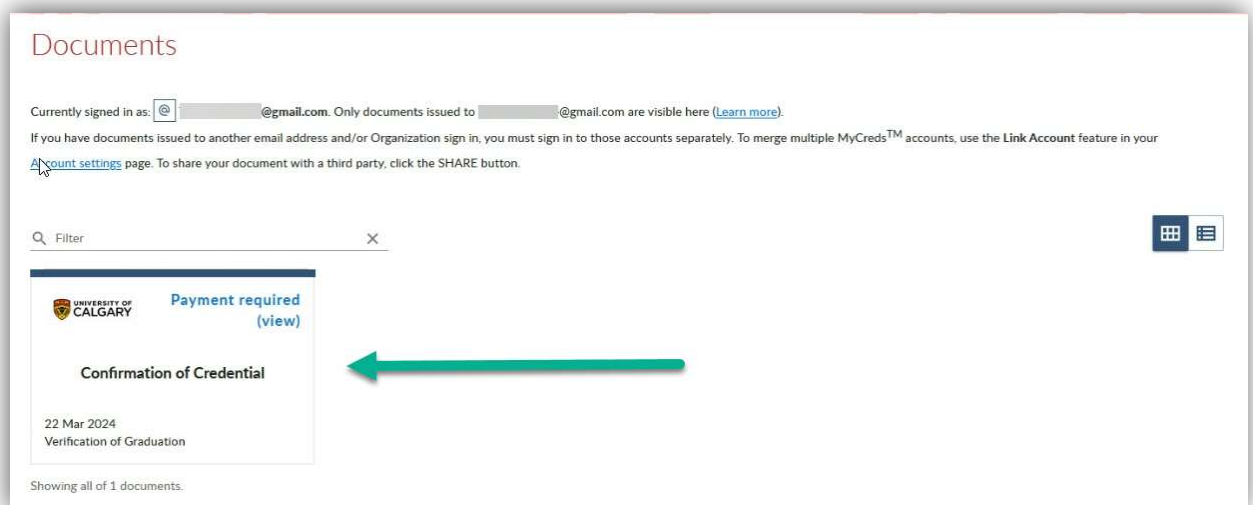 Documents
Currently signed in as: @ @gmail.com. Only documents issued to @gmail.com are visible here (Learn more).
If you have documents issued to another email address and/or Organization sign in, you must sign in to those accounts separately. To merge multiple MyCreds™ accounts, use the Link Account feature in your
Account settings page. To share your document with a third party, click the SHARE button.
Filter
UNIVERSITY OF
CALGARY
Payment required
(view)
Confirmation of Credential
22 Mar 2024
Verification of Graduation
Showing all of 1 documents.